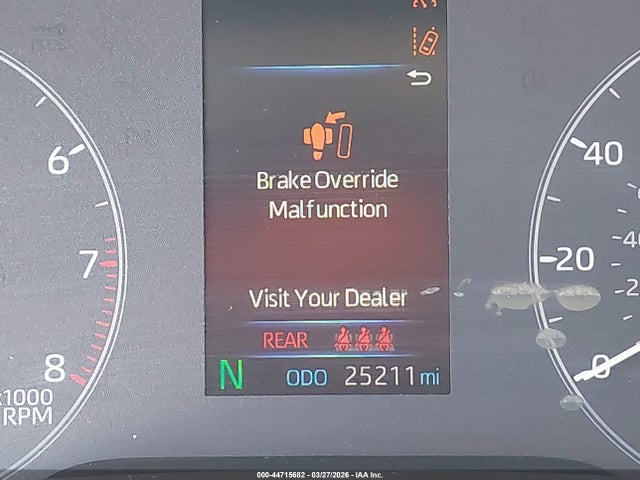 6
7
8
x1000
RPM
Brake Override
Malfunction
Visit Your Dealer
REAR
N ODO 25211 mi
40
20
0
000-44715682 - 03/27/2026 - IAA Inc.